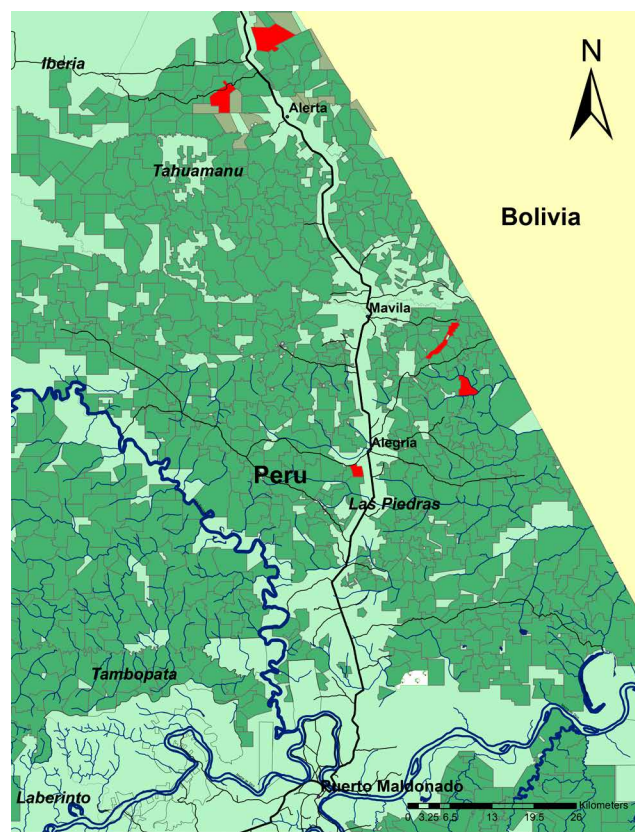 N
Iberia
Alerta
Tahuamanu
Bolivia
Mavila
Alegría
Peru
Las Piedras
Tambopata
Puerto Maldonado
Laberinto
Kilometers
0 3.25 6.5 13 19.5 26